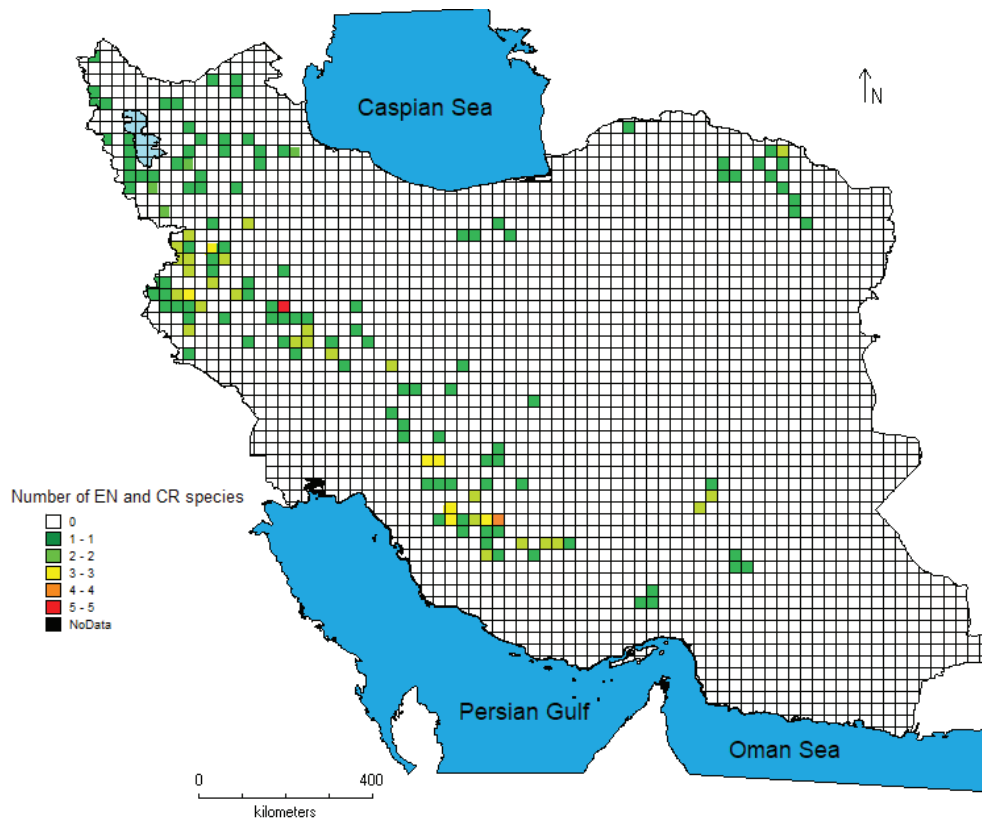 Caspian Sea
N
Number of EN and CR species
0
1 - 1
2 - 2
3 - 3
4 - 4
5 - 5
NoData
Persian Gulf
Oman Sea
0 400
kilometers